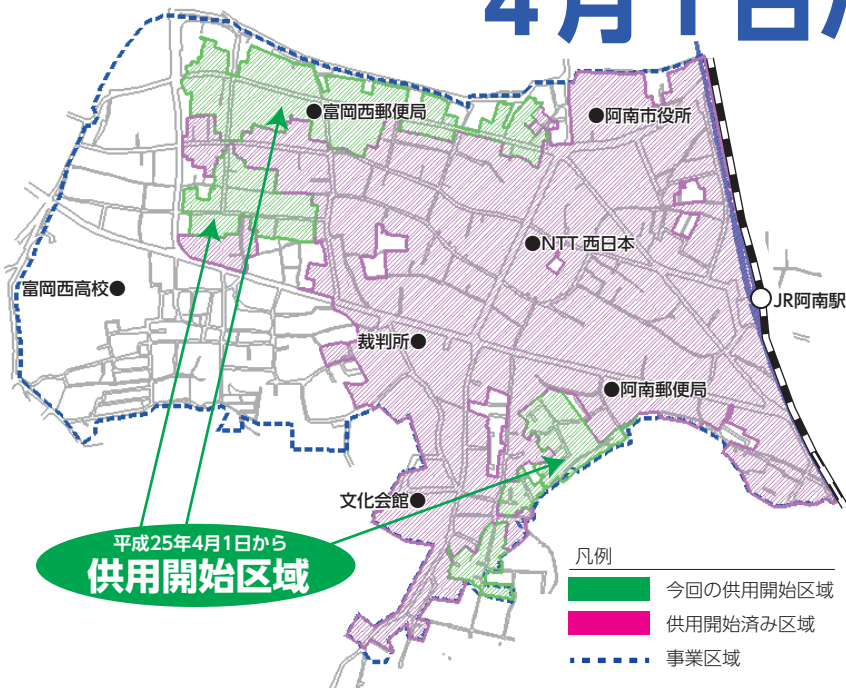 4月1日
富岡西郵便局
阿南市役所
NTT 西日本
富岡西高校
JR阿南駅
裁判所
阿南郵便局
文化会館
平成25年4月1日から
供用開始区域
凡例
今回の供用開始区域
供用開始済み区域
事業区域